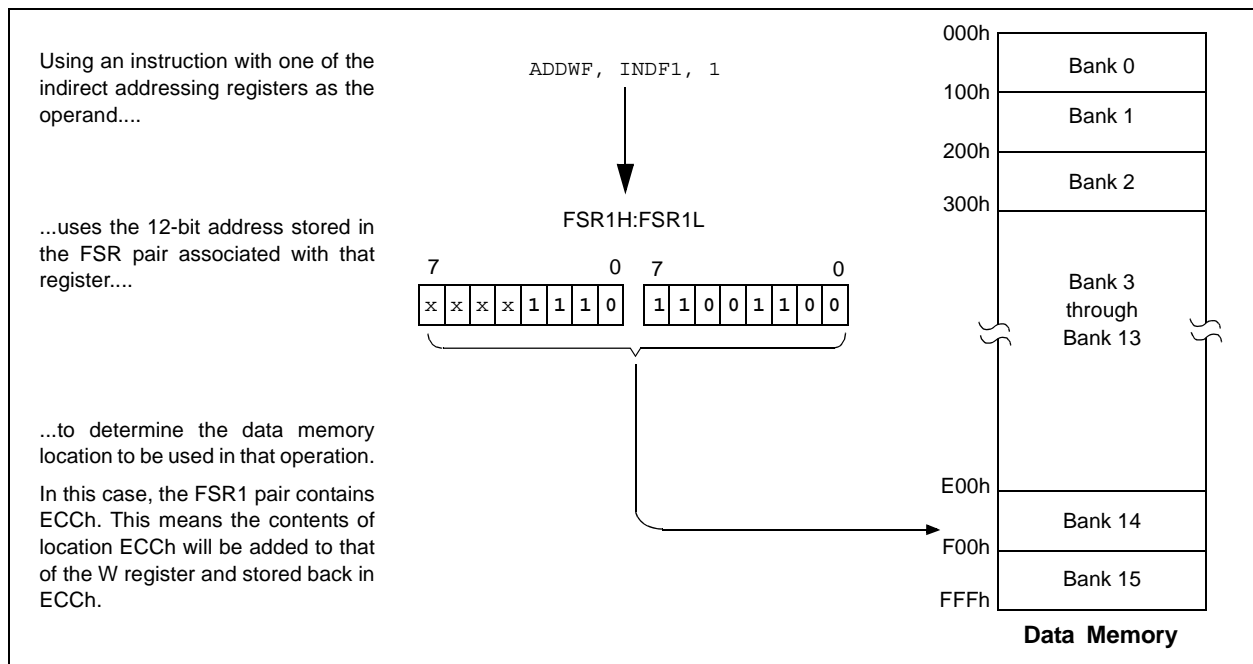 Using an instruction with one of the
indirect addressing registers as the
operand....
ADDWF, INDF1, 1
...uses the 12-bit address stored in
the FSR pair associated with that
register....
FSR1H:FSR1L
7 0 7 0
x x x x 1 1 1 0 1 1 0 0 1 1 0 0
...to determine the data memory
location to be used in that operation.
In this case, the FSR1 pair contains
ECCh. This means the contents of
location ECCh will be added to that
of the W register and stored back in
ECCh.
000h
Bank 0
100h
Bank 1
200h
Bank 2
300h
Bank 3
through
Bank 13
E00h
Bank 14
F00h
Bank 15
FFFh
Data Memory